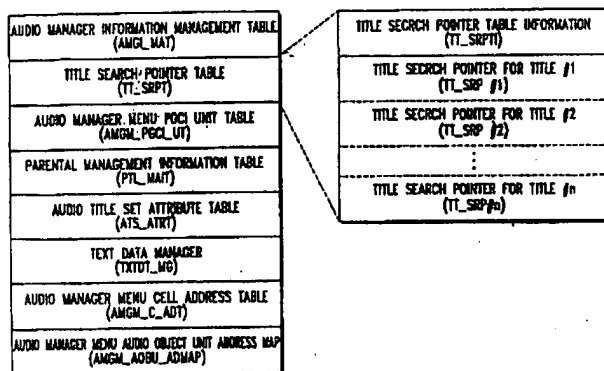 AUDIO MANAGER INFORMATION MANAGEMENT TABLE
(AMGI_MAT)
TITLE SEARCH POINTER TABLE
(TT_SRPT)
AUDIO MANAGER MENU PGCI UNIT TABLE
(AMGM_PGCI_UT)
PARENTAL MANAGEMENT INFORMATION TABLE
(PTL_MAIT)
AUDIO TITLE SET ATTRIBUTE TABLE
(ATS_ATRT)
TEXT DATA MANAGER
(TXTDT_MG)
AUDIO MANAGER MENU CELL ADDRESS TABLE
(AMGM_C_ADT)
AUDIO MANAGER MENU AUDIO OBJECT UNIT ADDRESS MAP
(AMGM_AOBU_ADMAP)
TITLE SECRCH POINTER TABLE INFORMATION
(TT_SRPTI)
TITLE SECRCH POINTER FOR TITLE #1
(TT_SRP #1)
TITLE SECRCH POINTER FOR TITLE #2
(TT_SRP #2)
TITLE SECRCH POINTER FOR TITLE #n
(TT_SRP#n)